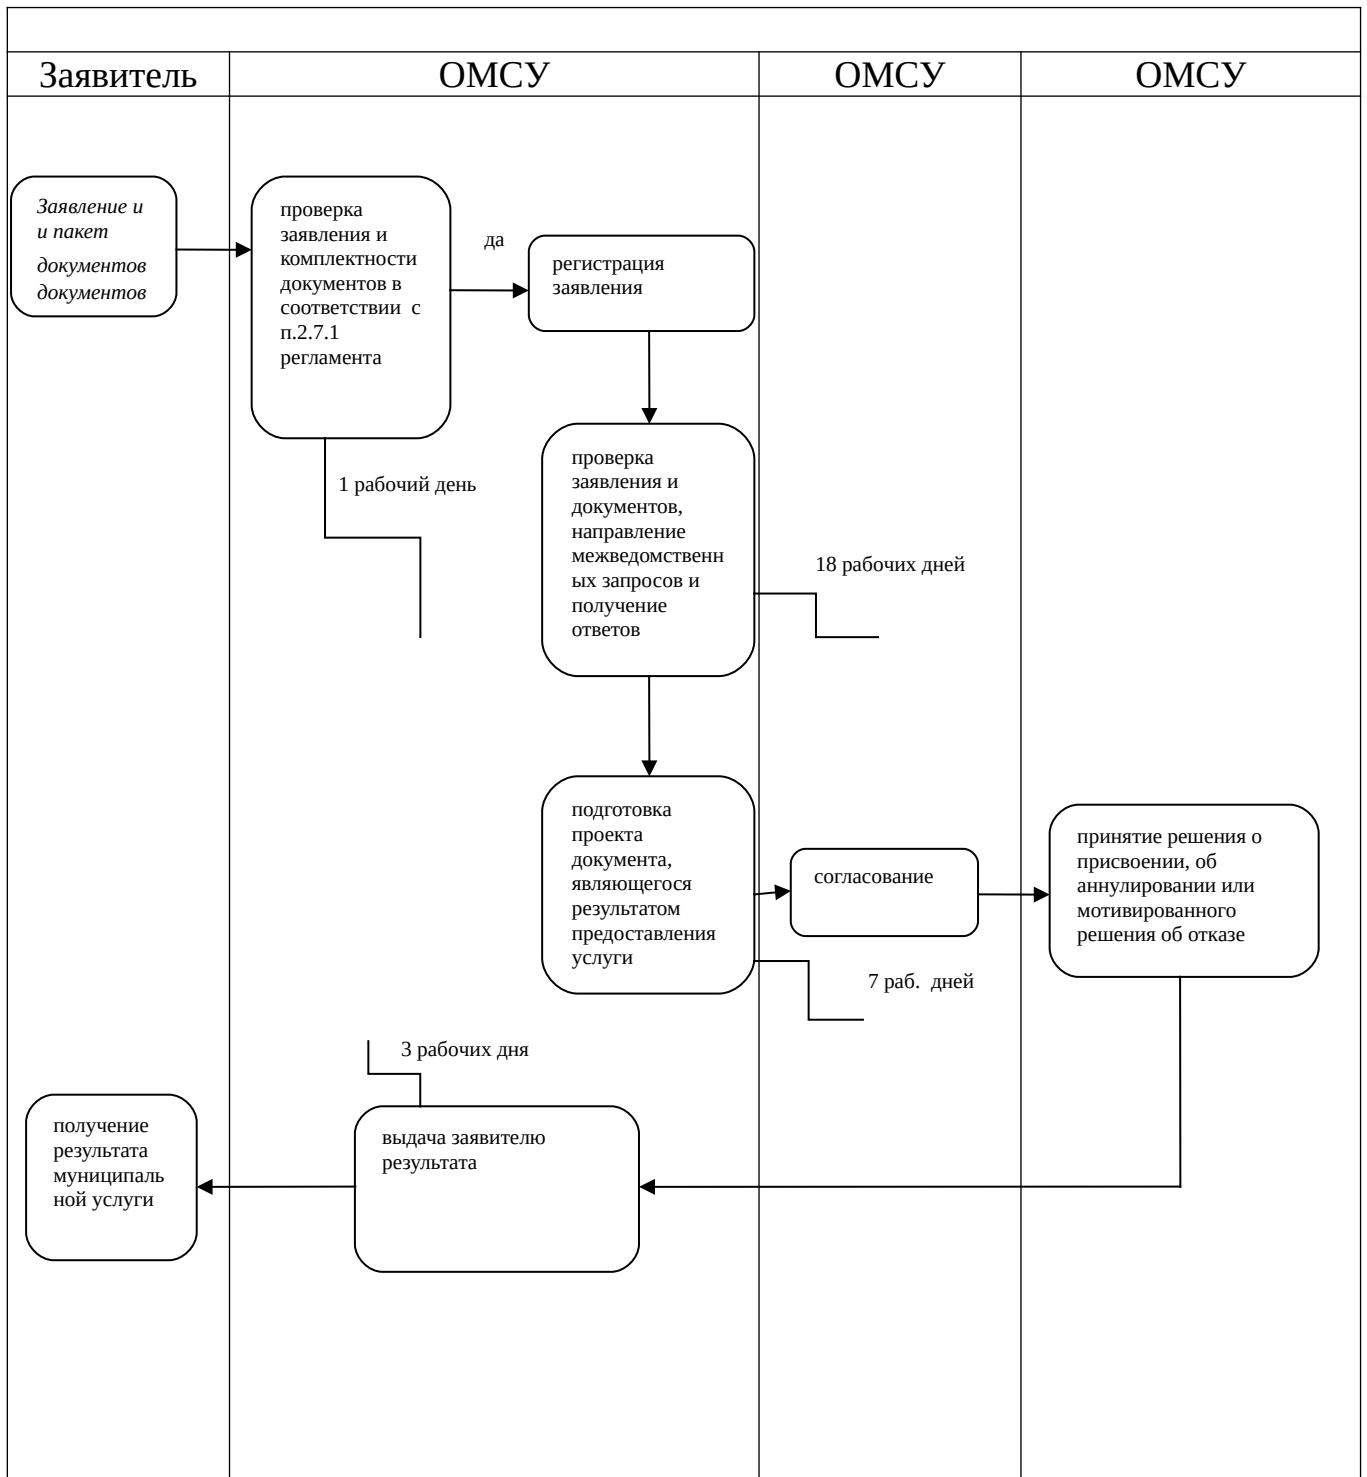 Заявитель
ОМСУ
ОМСУ
ОМСУ
Заявление и
и пакет
документов
документов
проверка
заявления и
комплектности
документов в
соответствии с
п.2.7.1
регламента
да
регистрация
заявления
1 рабочий день
проверка
заявления и
документов,
направление
межведомственн
ых запросов и
получение
ответов
18 рабочих дней
подготовка
проекта
документа,
являющегося
результатом
предоставления
услуги
согласование
принятие решения о
присвоении, об
аннулировании или
мотивированного
решения об отказе
7 раб. дней
3 рабочих дня
получение
результата
муниципаль
ной услуги
выдача заявителю
результата